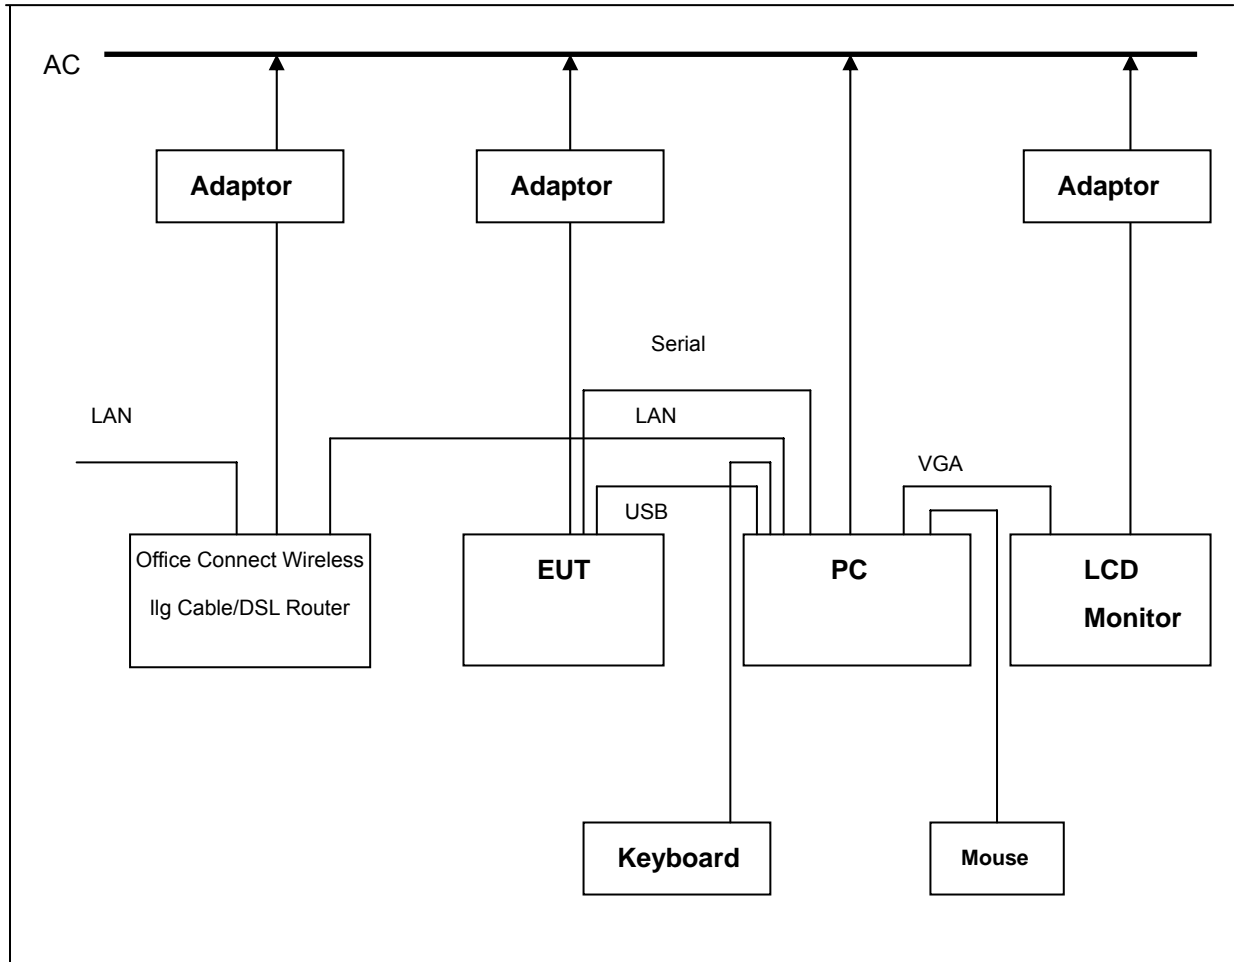 AC
Adaptor
Adaptor
Adaptor
Serial
LAN
LAN
VGA
USB
Office Connect Wireless
llg Cable/DSL Router
EUT
PC
LCD
Monitor
Keyboard
Mouse